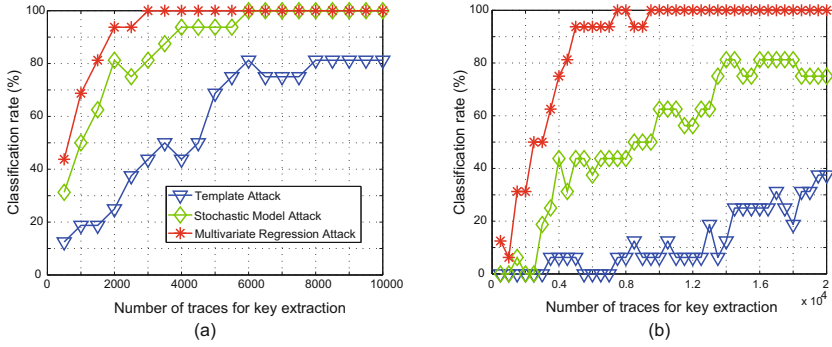 100
80
60
40
20
0
Classification rate (%)
0 2000 4000 6000 8000 10000
Number of traces for key extraction
Template Attack
Stochastic Model Attack
Multivariate Regression Attack
(a)
100
80
60
40
20
0
Classification rate (%)
0 0.4 0.8 1.2 1.6 2
x 10^4
Number of traces for key extraction
(b)